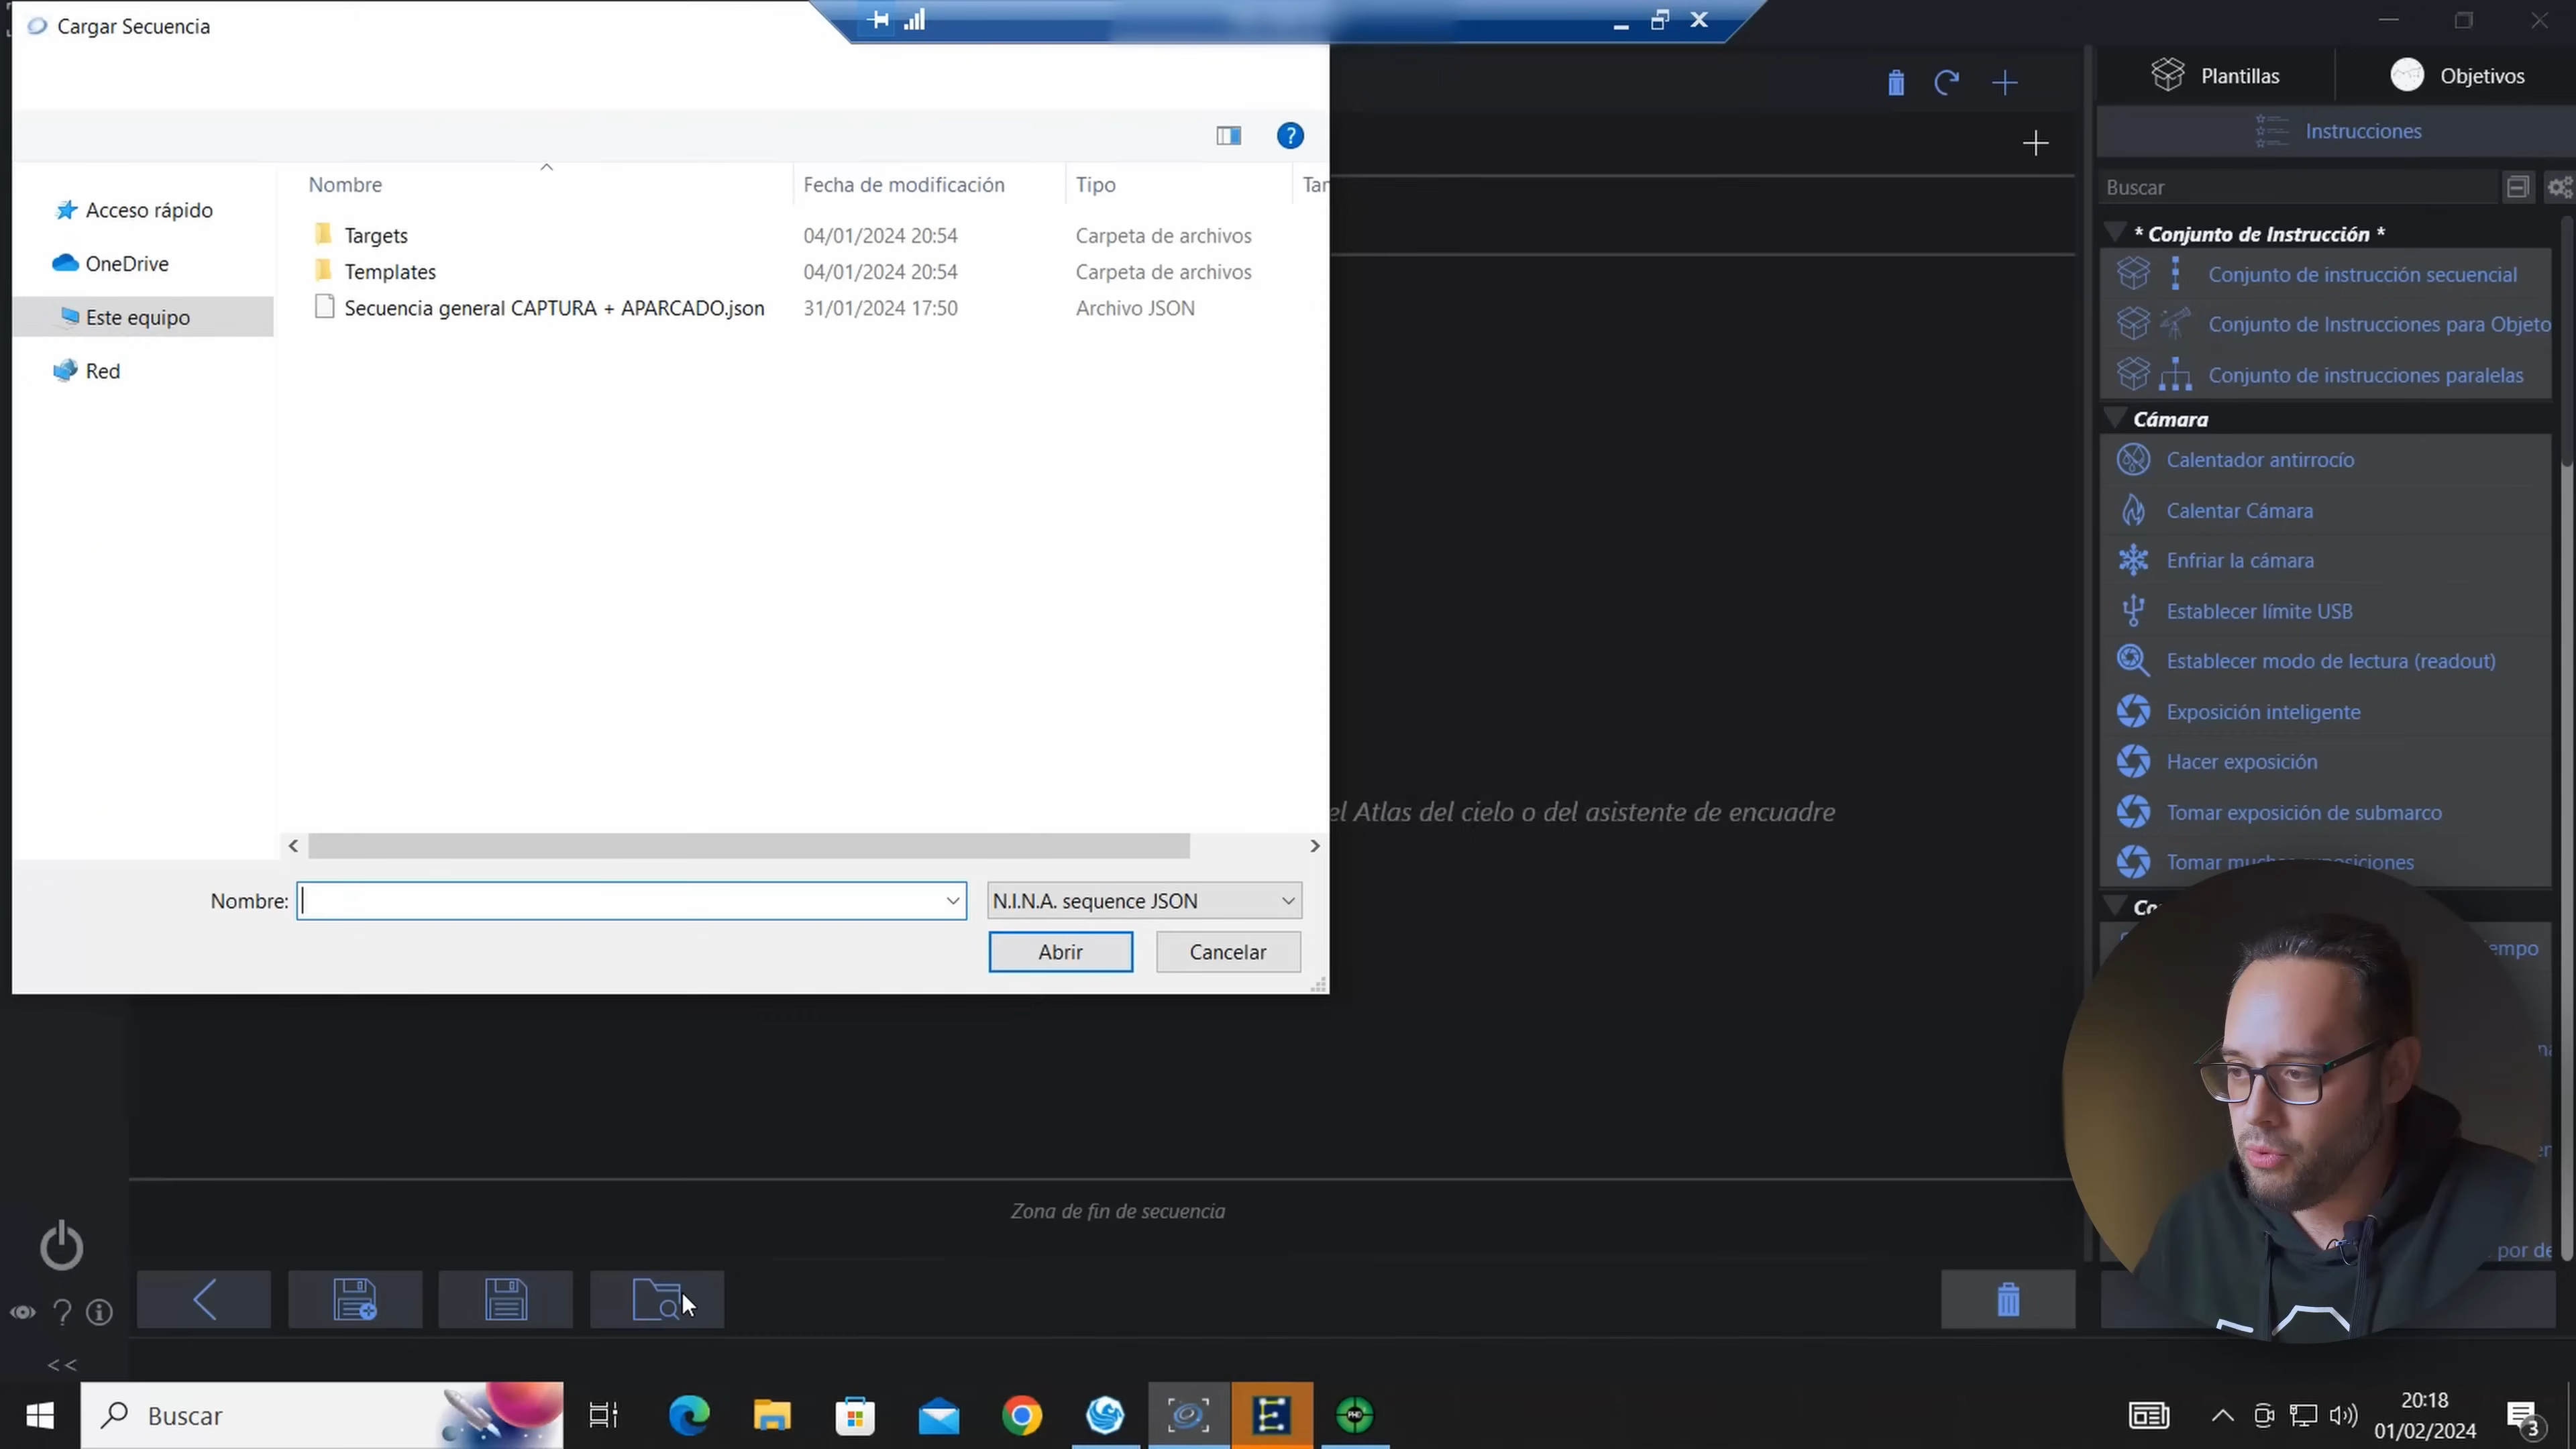 Cargar Secuencia
Nombre
Fecha de modificación
Tipo
Acceso rápido
OneDrive
Este equipo
Red
Targets 04/01/2024 20:54 Carpeta de archivos
Templates 04/01/2024 20:54 Carpeta de archivos
Secuencia general CAPTURA + APARCADO.json 31/01/2024 17:50 Archivo JSON
Nombre:
N.I.N.A. sequence JSON
Abrir
Cancelar
el Atlas del cielo o del asistente de encuadre
Zona de fin de secuencia
Plantillas
Objetivos
Instrucciones
Buscar
* Conjunto de Instrucción *
Conjunto de instrucción secuencial
Conjunto de Instrucciones para Objeto
Conjunto de instrucciones paralelas
Cámara
Calentador antirrocío
Calentar Cámara
Enfriar la cámara
Establecer límite USB
Establecer modo de lectura (readout)
Exposición inteligente
Hacer exposición
Tomar exposición de submarco
Tomar
por de
<<
Buscar
PHD
20:18
01/02/2024
3